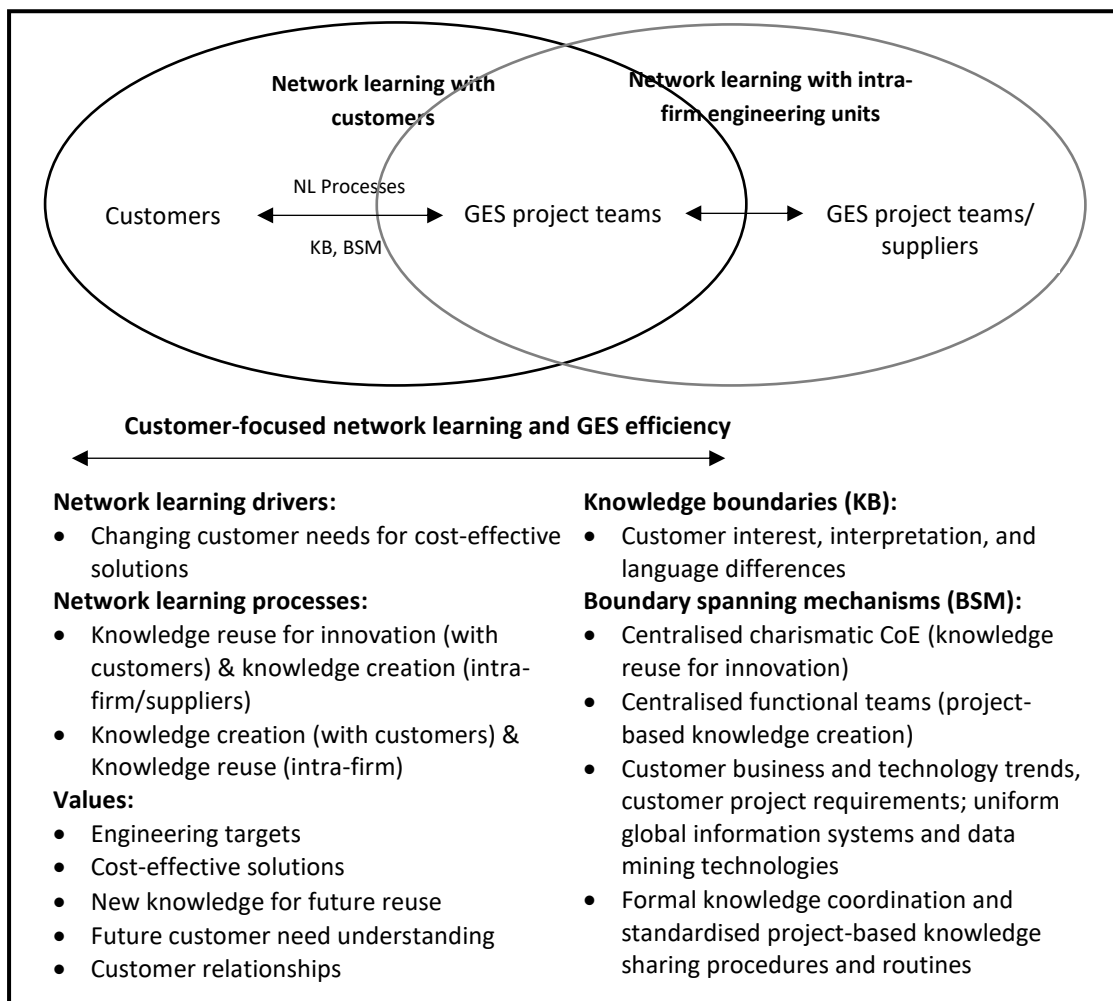 Network learning with
customers
Network learning with intra-
firm engineering units
NL Processes
Customers
GES project teams
GES project teams/
suppliers
KB, BSM
Customer-focused network learning and GES efficiency
Network learning drivers:
• Changing customer needs for cost-effective
solutions
Network learning processes:
• Knowledge reuse for innovation (with
customers) & knowledge creation (intra-
firm/suppliers)
• Knowledge creation (with customers) &
Knowledge reuse (intra-firm)
Values:
• Engineering targets
• Cost-effective solutions
• New knowledge for future reuse
• Future customer need understanding
• Customer relationships
Knowledge boundaries (KB):
• Customer interest, interpretation, and
language differences
Boundary spanning mechanisms (BSM):
• Centralised charismatic CoE (knowledge
reuse for innovation)
• Centralised functional teams (project-
based knowledge creation)
• Customer business and technology trends,
customer project requirements; uniform
global information systems and data
mining technologies
• Formal knowledge coordination and
standardised project-based knowledge
sharing procedures and routines